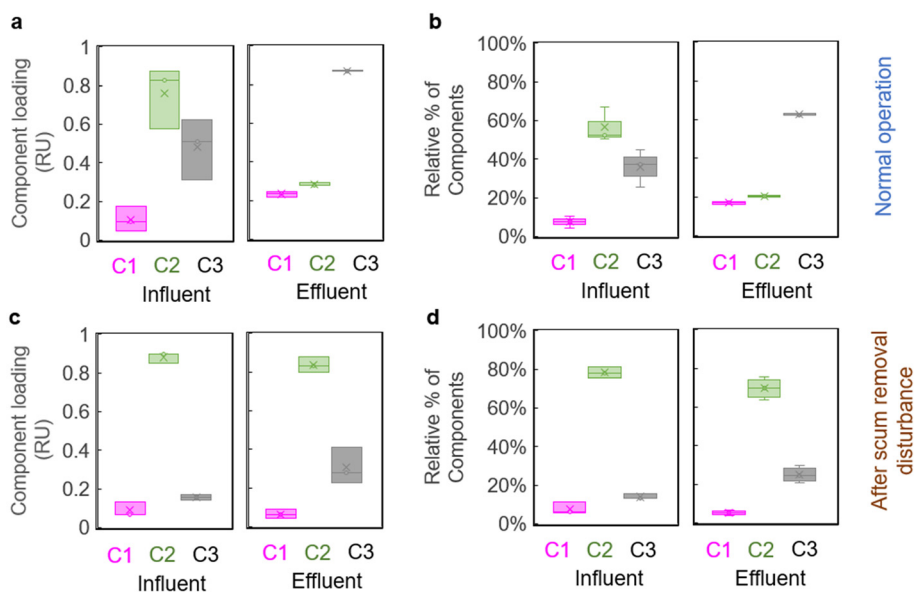 a
Component loading
(RU)
1
0.8
0.6
0.4
0.2
0
C1 C2 C3
Influent
C1 C2 C3
Effluent
b
Relative % of
Components
100%
80%
60%
40%
20%
0%
C1 C2 C3
Influent
C1 C2 C3
Effluent
Normal operation
c
Component loading
(RU)
1
0.8
0.6
0.4
0.2
0
C1 C2 C3
Influent
C1 C2 C3
Effluent
d
Relative % of
Components
100%
80%
60%
40%
20%
0%
C1 C2 C3
Influent
C1 C2 C3
Effluent
After scum removal
disturbance